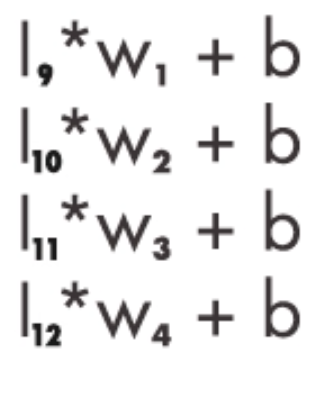 I₉*w₁ + b
I₁₀*w₂ + b
I₁₁*w₃ + b
I₁₂*w₄ + b